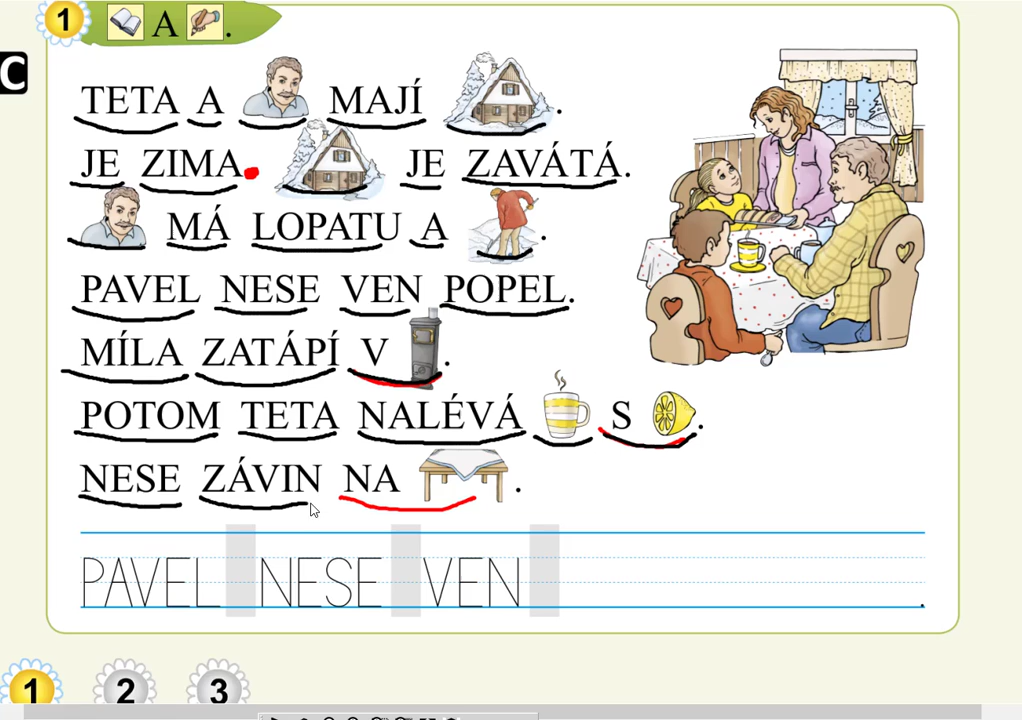 1 A .
C
TETA A MAJÍ .
JE ZIMA. JE ZAVÁTÁ.
MÁ LOPATU A .
PAVEL NESE VEN POPEL.
MÍLA ZATÁPÍ V .
POTOM TETA NALÉVÁ S .
NESE ZÁVIN NA .
PAVEL NESE VEN .
1 2 3